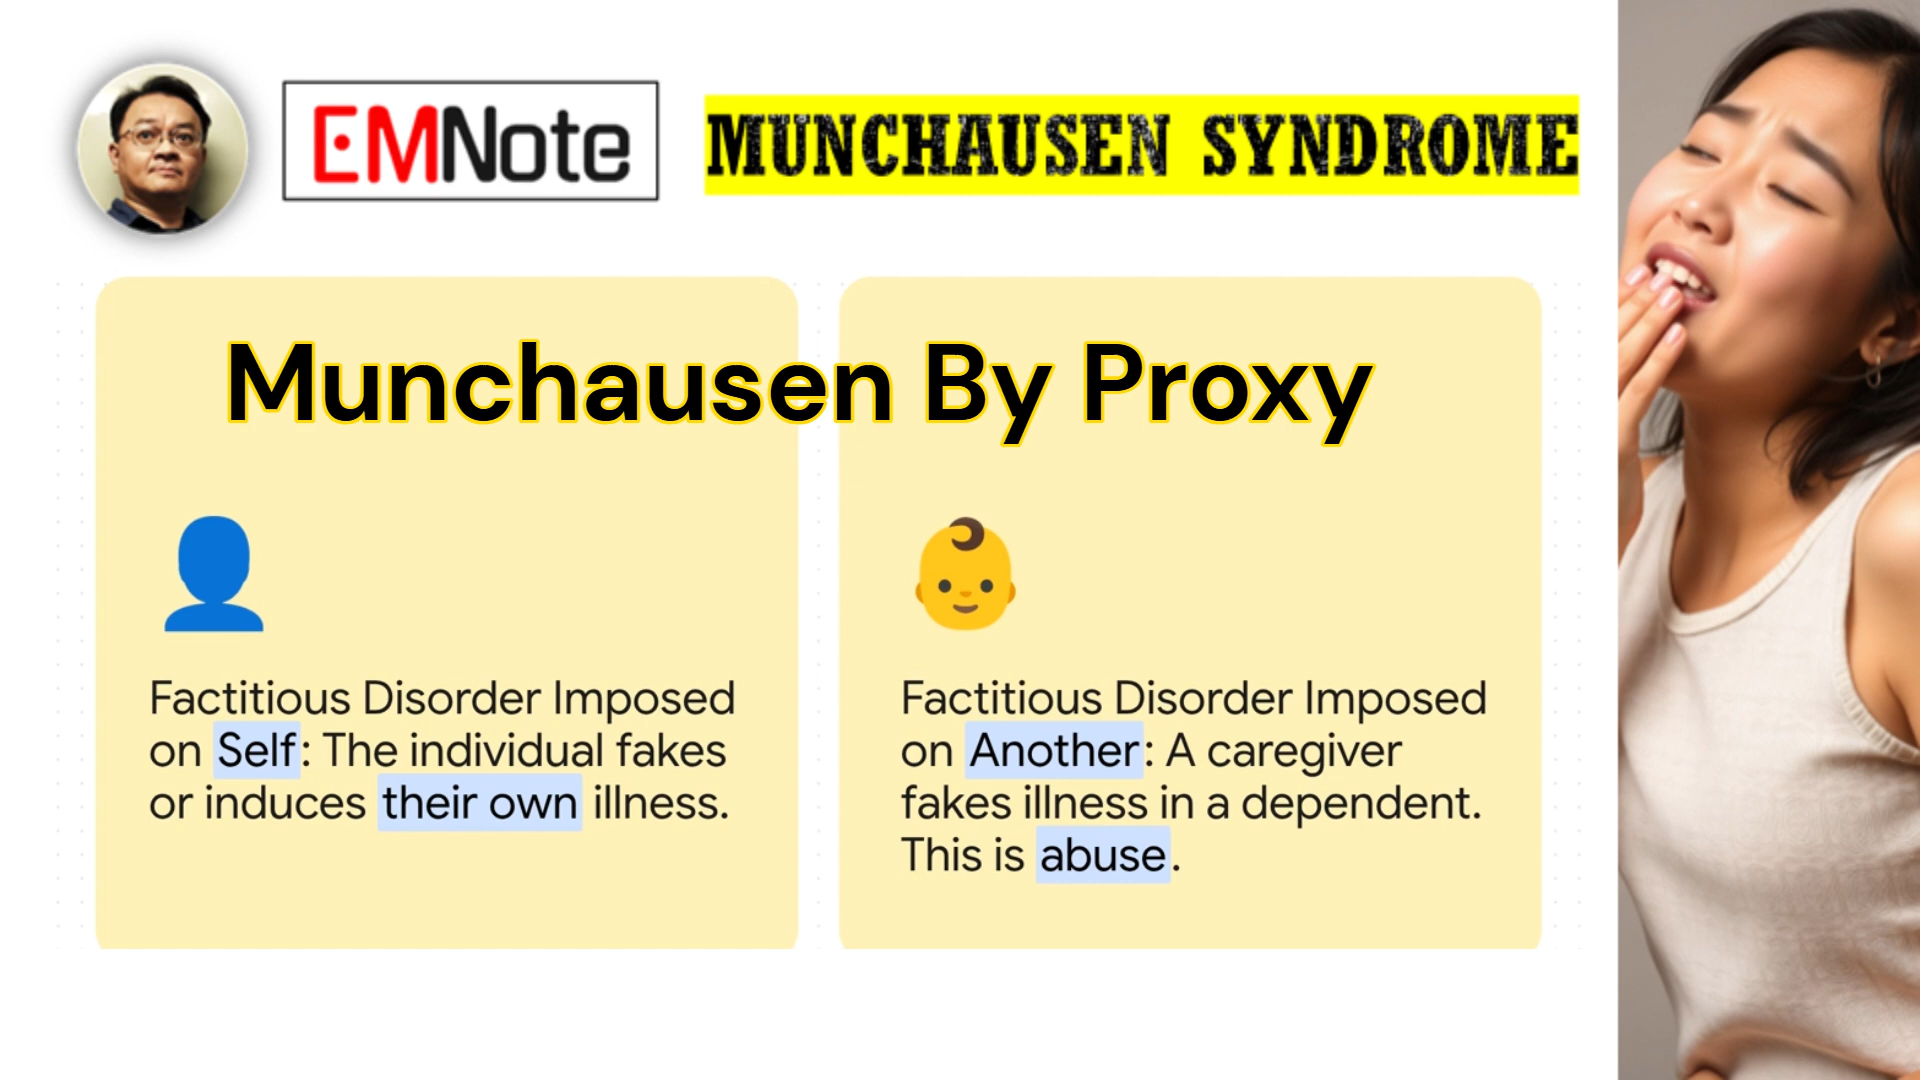 EMNote
MUNCHAUSEN SYNDROME
Munchausen By Proxy
Factitious Disorder Imposed
on Self: The individual fakes
or induces their own illness.
Factitious Disorder Imposed
on Another: A caregiver
fakes illness in a dependent.
This is abuse.